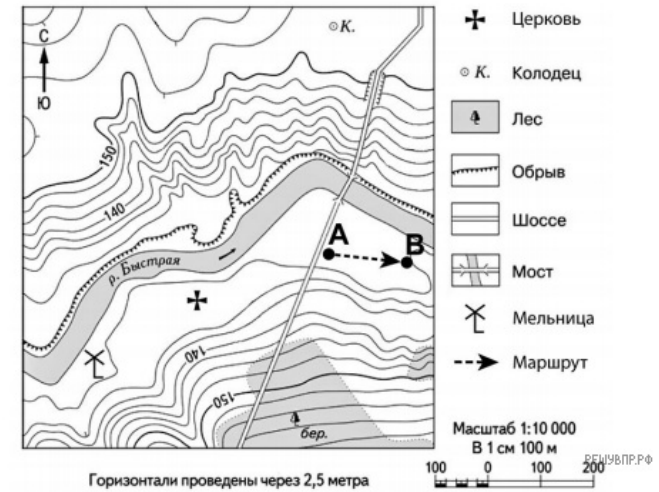 С
Ю
К.
150
140
р. Быстрая
А
В
140
150
бер.
Горизонтали проведены через 2,5 метра
Церковь
К. Колодец
Лес
Обрыв
Шоссе
Мост
Мельница
Маршрут
Масштаб 1:10 000
В 1 см 100 м
100 0 100 200
РЕШУВПР.РФ